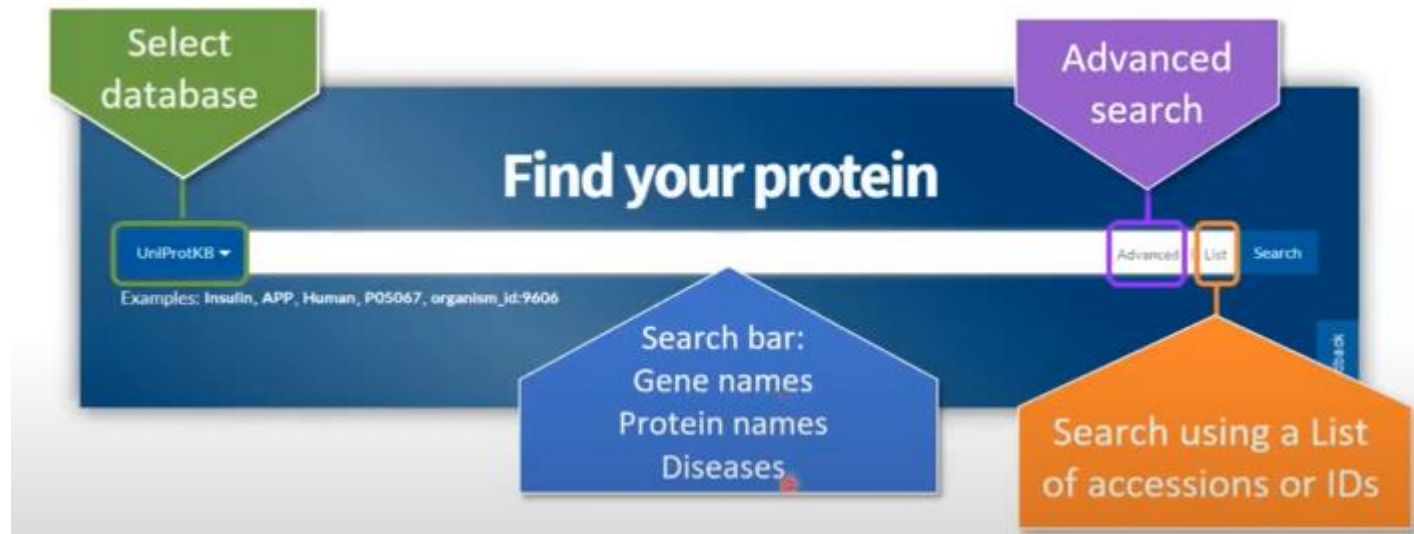 Select
database
Advanced
search
Find your protein
UniProtKB
Advanced
List
Search
Examples: Insulin, APP, Human, P05067, organism_id:9606
Search bar:
Gene names
Protein names
Diseases
Search using a List
of accessions or IDs